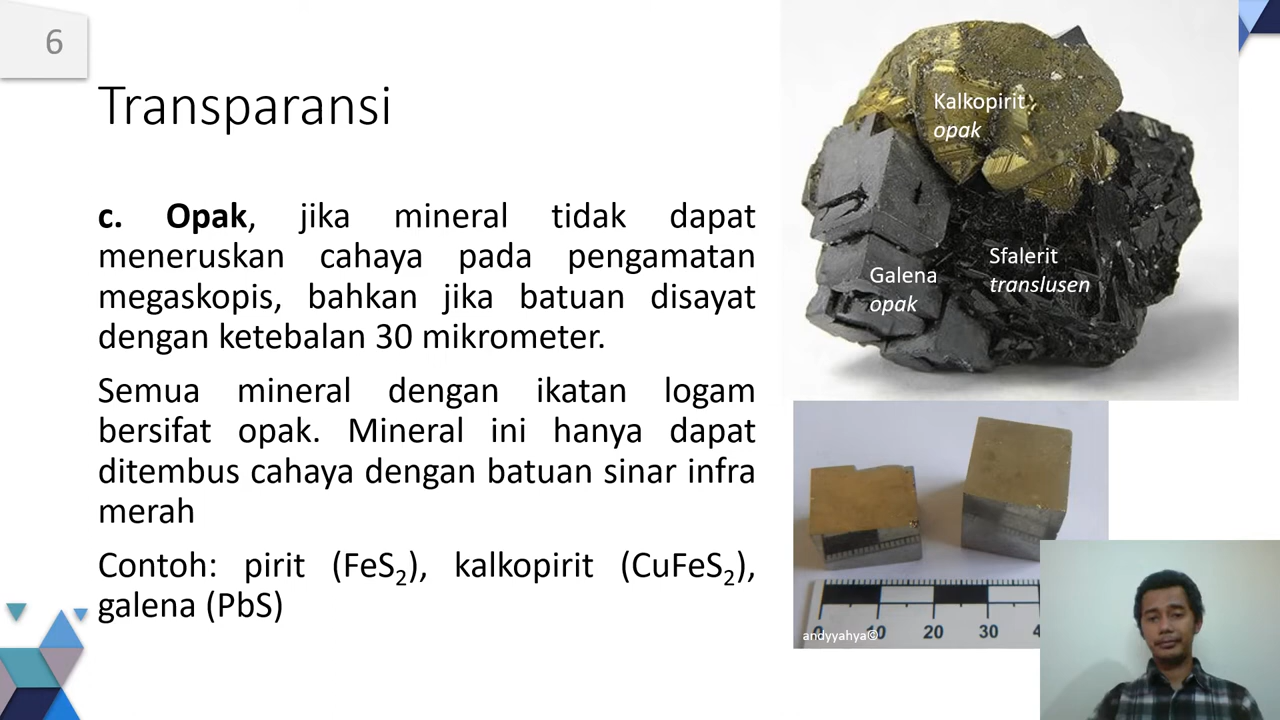 6
Transparansi
c. Opak, jika mineral tidak dapat
meneruskan cahaya pada pengamatan
megaskopis, bahkan jika batuan disayat
dengan ketebalan 30 mikrometer.
Semua mineral dengan ikatan logam
bersifat opak. Mineral ini hanya dapat
ditembus cahaya dengan batuan sinar infra
merah
Contoh: pirit (FeS₂), kalkopirit (CuFeS₂),
galena (PbS)
Kalkopirit
opak
Sfalerit
translusen
Galena
opak
0 10 20 30 4
andyyahya©